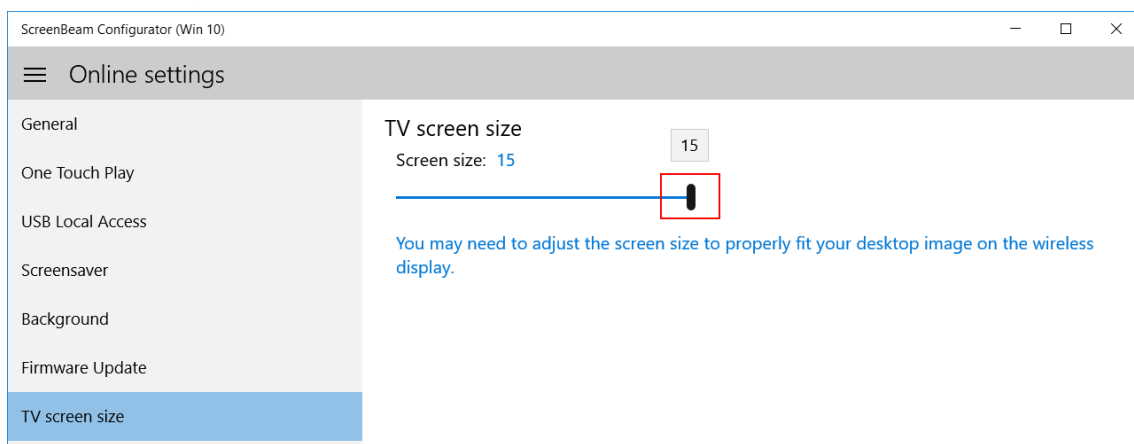 ScreenBeam Configurator (Win 10)
Online settings
General
One Touch Play
USB Local Access
Screensaver
Background
Firmware Update
TV screen size
TV screen size
15
Screen size: 15
You may need to adjust the screen size to properly fit your desktop image on the wireless
display.